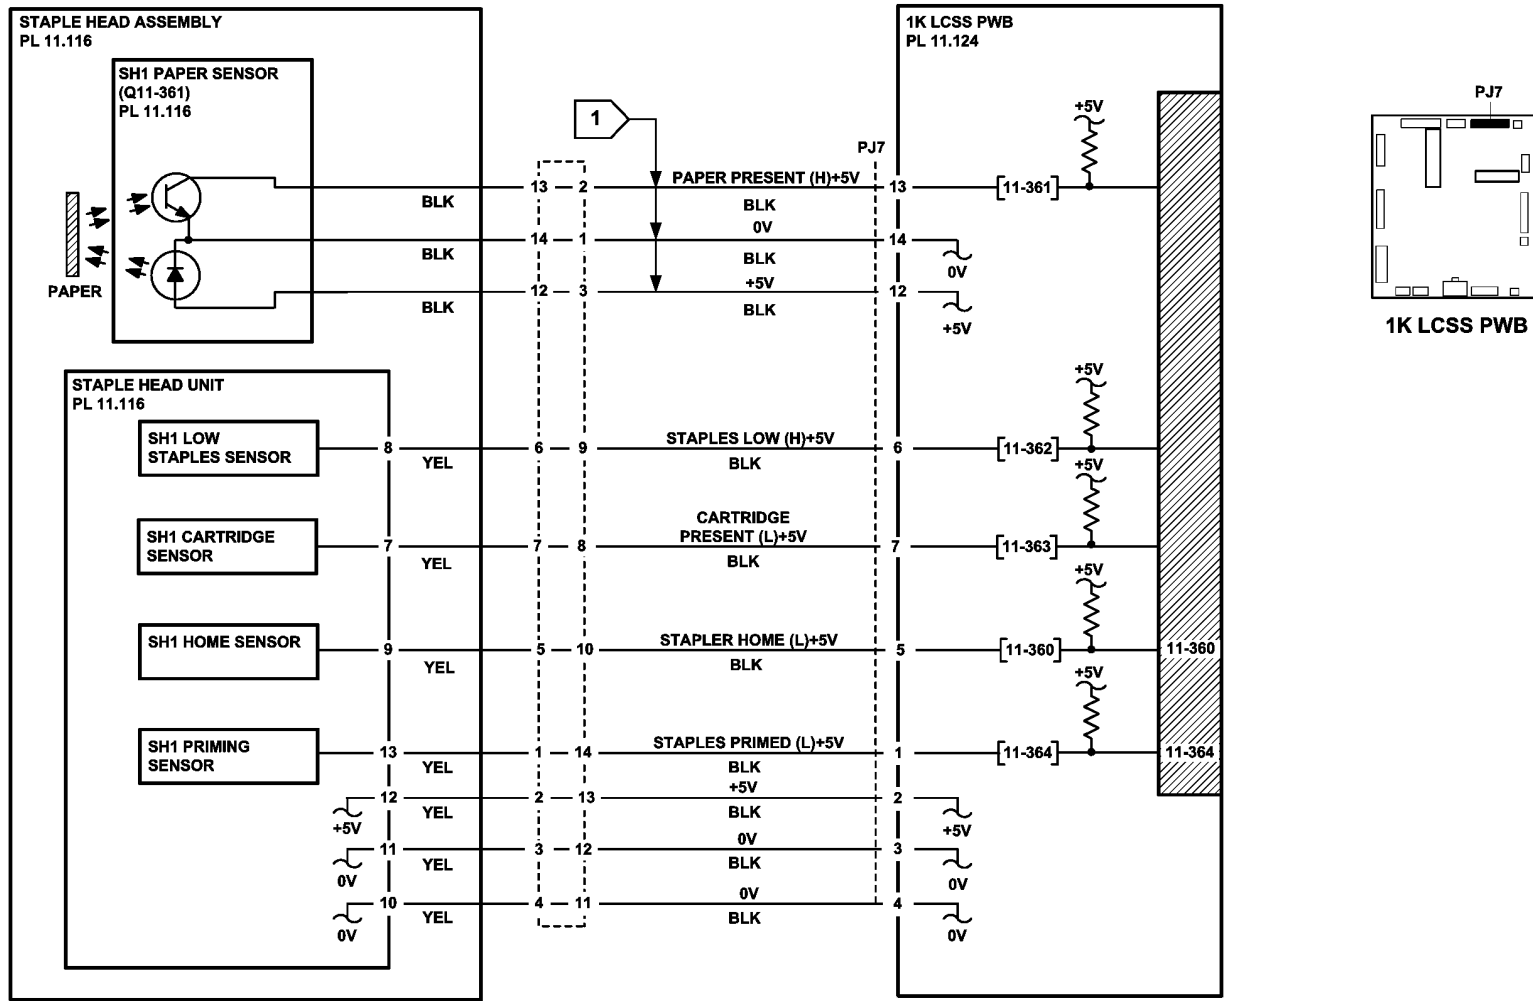 STAPLE HEAD ASSEMBLY
PL 11.116
SH1 PAPER SENSOR
(Q11-361)
PL 11.116
PAPER
BLK
BLK
BLK
13 2
14 1
12 3
1
PAPER PRESENT (H)+5V
BLK
0V
BLK
+5V
BLK
PJ7
13
14
12
1K LCSS PWB
PL 11.124
+5V
[11-361]
0V
+5V
PJ7
1K LCSS PWB
STAPLE HEAD UNIT
PL 11.116
SH1 LOW
STAPLES SENSOR
8
YEL
6 9
STAPLES LOW (H)+5V
BLK
6
[11-362]
+5V
SH1 CARTRIDGE
SENSOR
7
YEL
7 8
CARTRIDGE
PRESENT (L)+5V
BLK
7
[11-363]
+5V
SH1 HOME SENSOR
9
YEL
5 10
STAPLER HOME (L)+5V
BLK
5
[11-360]
+5V
11-360
SH1 PRIMING
SENSOR
13
YEL
1 14
STAPLES PRIMED (L)+5V
BLK
1
[11-364]
+5V
11-364
+5V
12
YEL
2 13
+5V
BLK
2
+5V
0V
11
YEL
3 12
0V
BLK
3
0V
0V
10
YEL
4 11
0V
BLK
4
0V